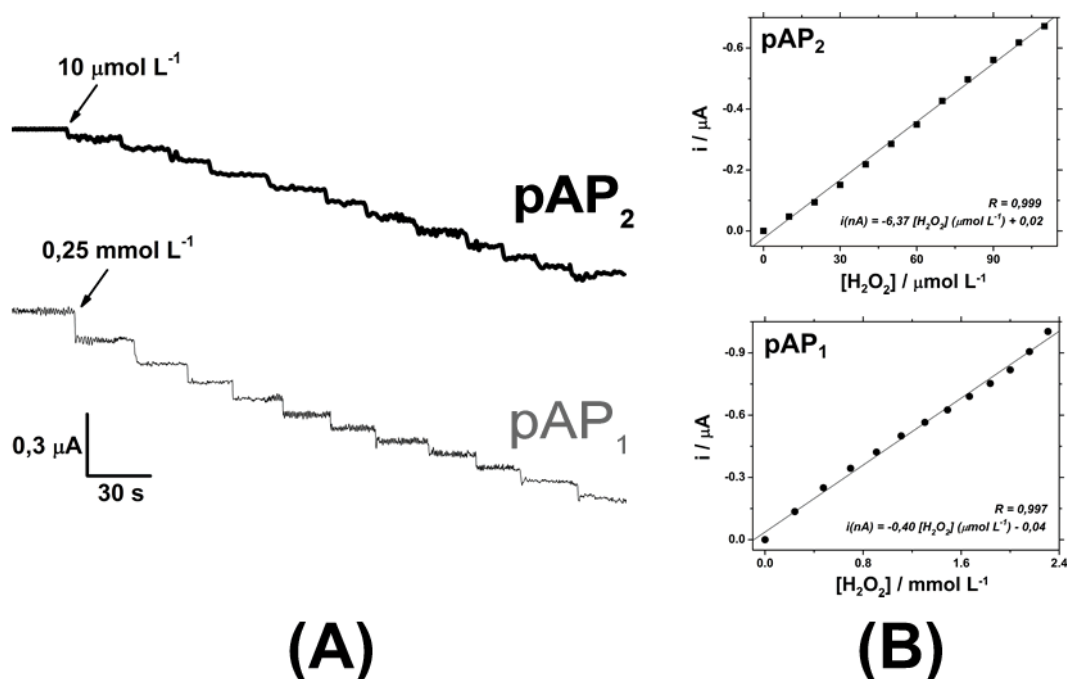 10 μmol L⁻¹
pAP₂
0,25 mmol L⁻¹
pAP₁
0,3 μA
30 s
(A)
pAP₂
-0.6
-0.4
-0.2
0.0
i / μA
R = 0,999
i(nA) = -6,37 [H₂O₂] (μmol L⁻¹) + 0,02
0 30 60 90
[H₂O₂] / μmol L⁻¹
pAP₁
-0.9
-0.6
-0.3
0.0
i / μA
R = 0,997
i(nA) = -0,40 [H₂O₂] (μmol L⁻¹) - 0,04
0.0 0.8 1.6 2.4
[H₂O₂] / mmol L⁻¹
(B)